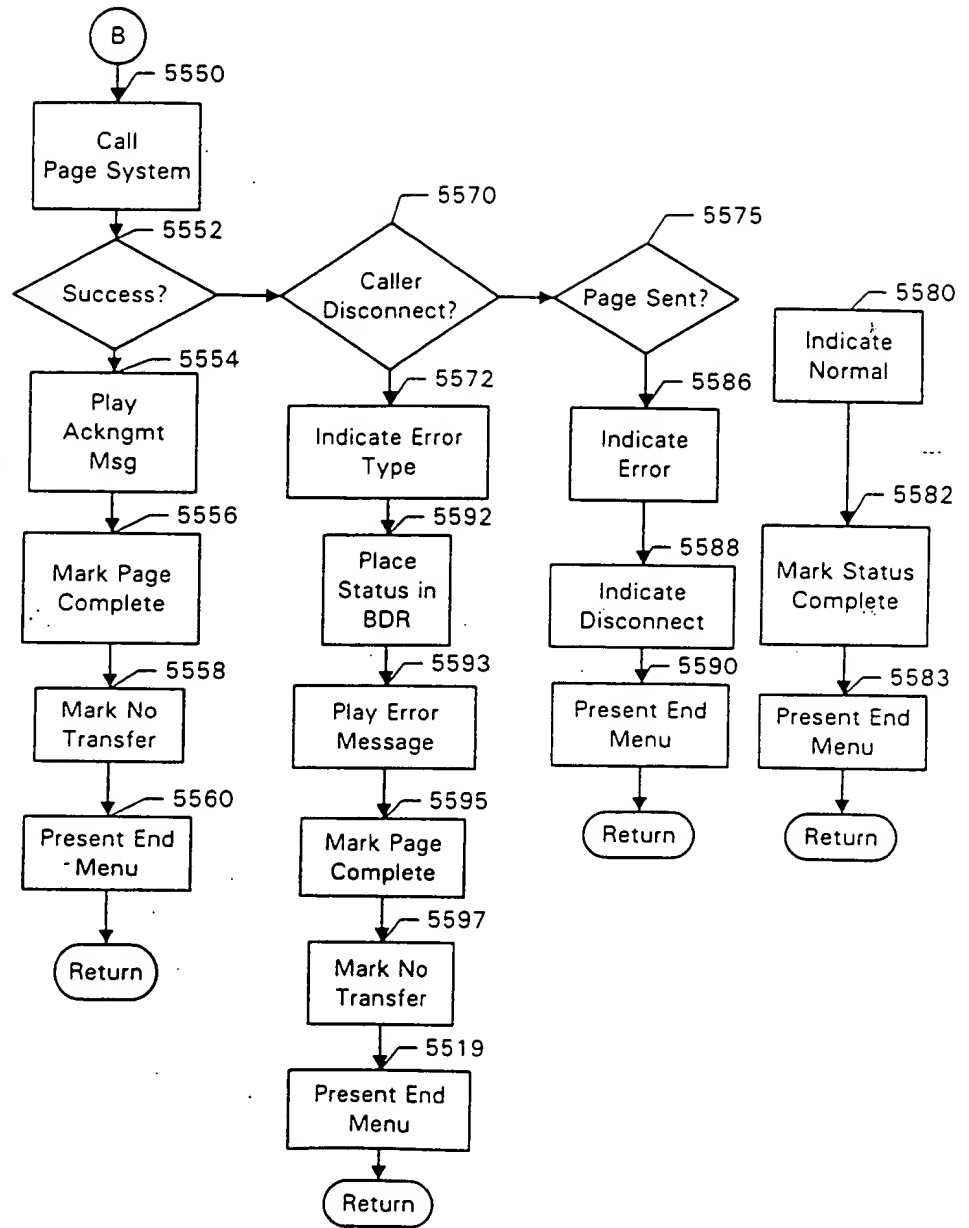 B
5550
Call
Page System
5552
Success?
5554
Play
Ackngmt
Msg
5556
Mark Page
Complete
5558
Mark No
Transfer
5560
Present End
Menu
Return
5570
Caller
Disconnect?
5572
Indicate Error
Type
5592
Place
Status in
BDR
5593
Play Error
Message
5595
Mark Page
Complete
5597
Mark No
Transfer
5519
Present End
Menu
Return
5575
Page Sent?
5586
Indicate
Error
5588
Indicate
Disconnect
5590
Present End
Menu
Return
5580
Indicate
Normal
5582
Mark Status
Complete
5583
Present End
Menu
Return